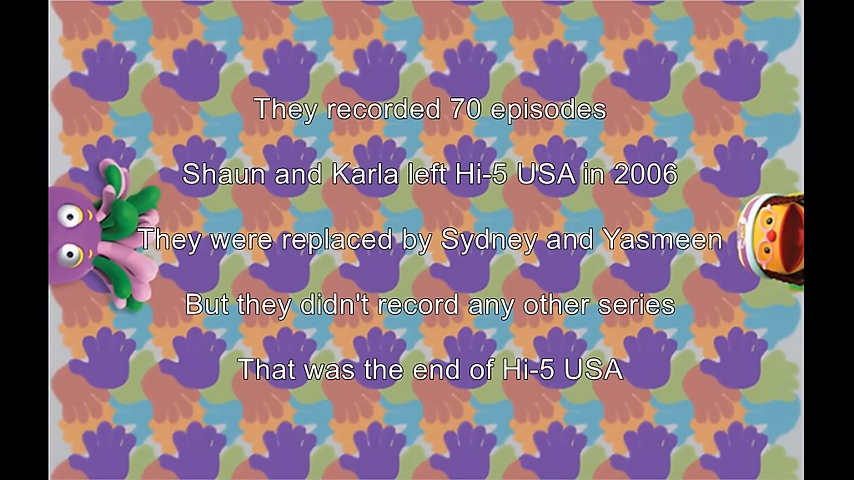 They recorded 70 episodes
Shaun and Karla left Hi-5 USA in 2006
They were replaced by Sydney and Yasmeen
But they didn't record any other series
That was the end of Hi-5 USA